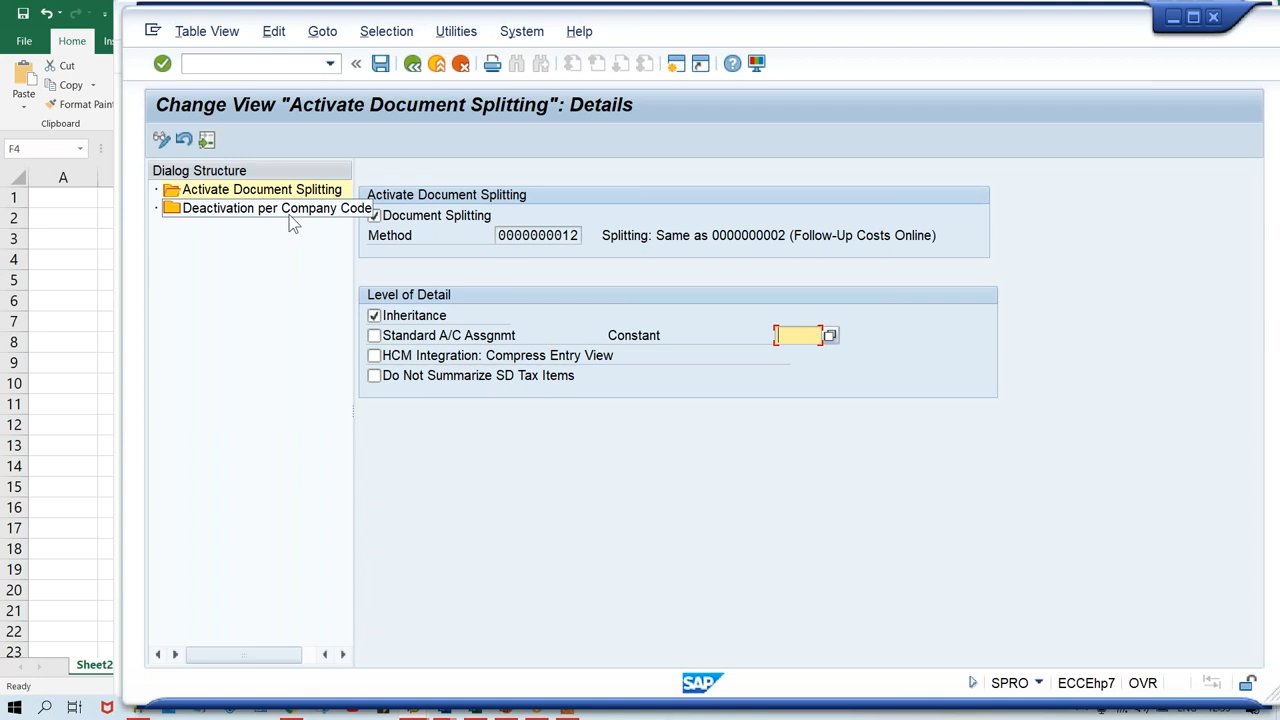 File
Home
In
Paste
Cut
Copy
Format Paint
Clipboard
F4
A
1
2
3
4
5
6
7
8
9
10
11
12
13
14
15
16
17
18
19
20
21
22
23
Sheet2
Ready
Table View Edit Goto Selection Utilities System Help
Change View "Activate Document Splitting": Details
Dialog Structure
Activate Document Splitting
Deactivation per Company Code
Activate Document Splitting
Document Splitting
Method 0000000012 Splitting: Same as 0000000002 (Follow-Up Costs Online)
Level of Detail
Inheritance
Standard A/C Assgnmt Constant
HCM Integration: Compress Entry View
Do Not Summarize SD Tax Items
SAP
SPRO ECCEhp7 OVR